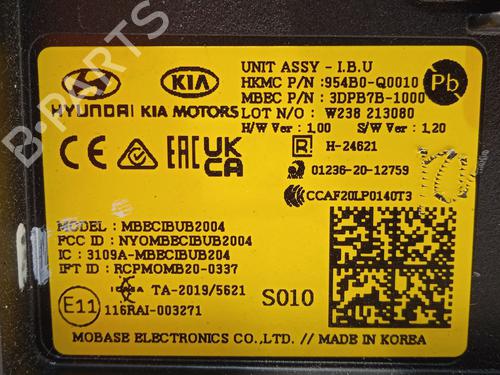 UNIT ASSY - I.B.U
HKMC P/N :954B0-Q0010
Pb
MBEC P/N : 3DPB7B-1000
HYUNDAI KIA MOTORS
KIA
LOT N/O : W238 213080
H/W Ver : 1.00 S/W Ver : 1.20
CE EAC UK CA
R H-24621
01236-20-12759
CCAF20LP0140T3
MODEL : MBECIBUB2004
FCC ID : NYOMBECIBUB2004
IC : 3109A-MBECIBUB204
IFT ID : RCPMOMB20-0337
TA-2019/5621
S010
E11
116RAI-003271
MOBASE ELECTRONICS CO.,LTD. // MADE IN KOREA